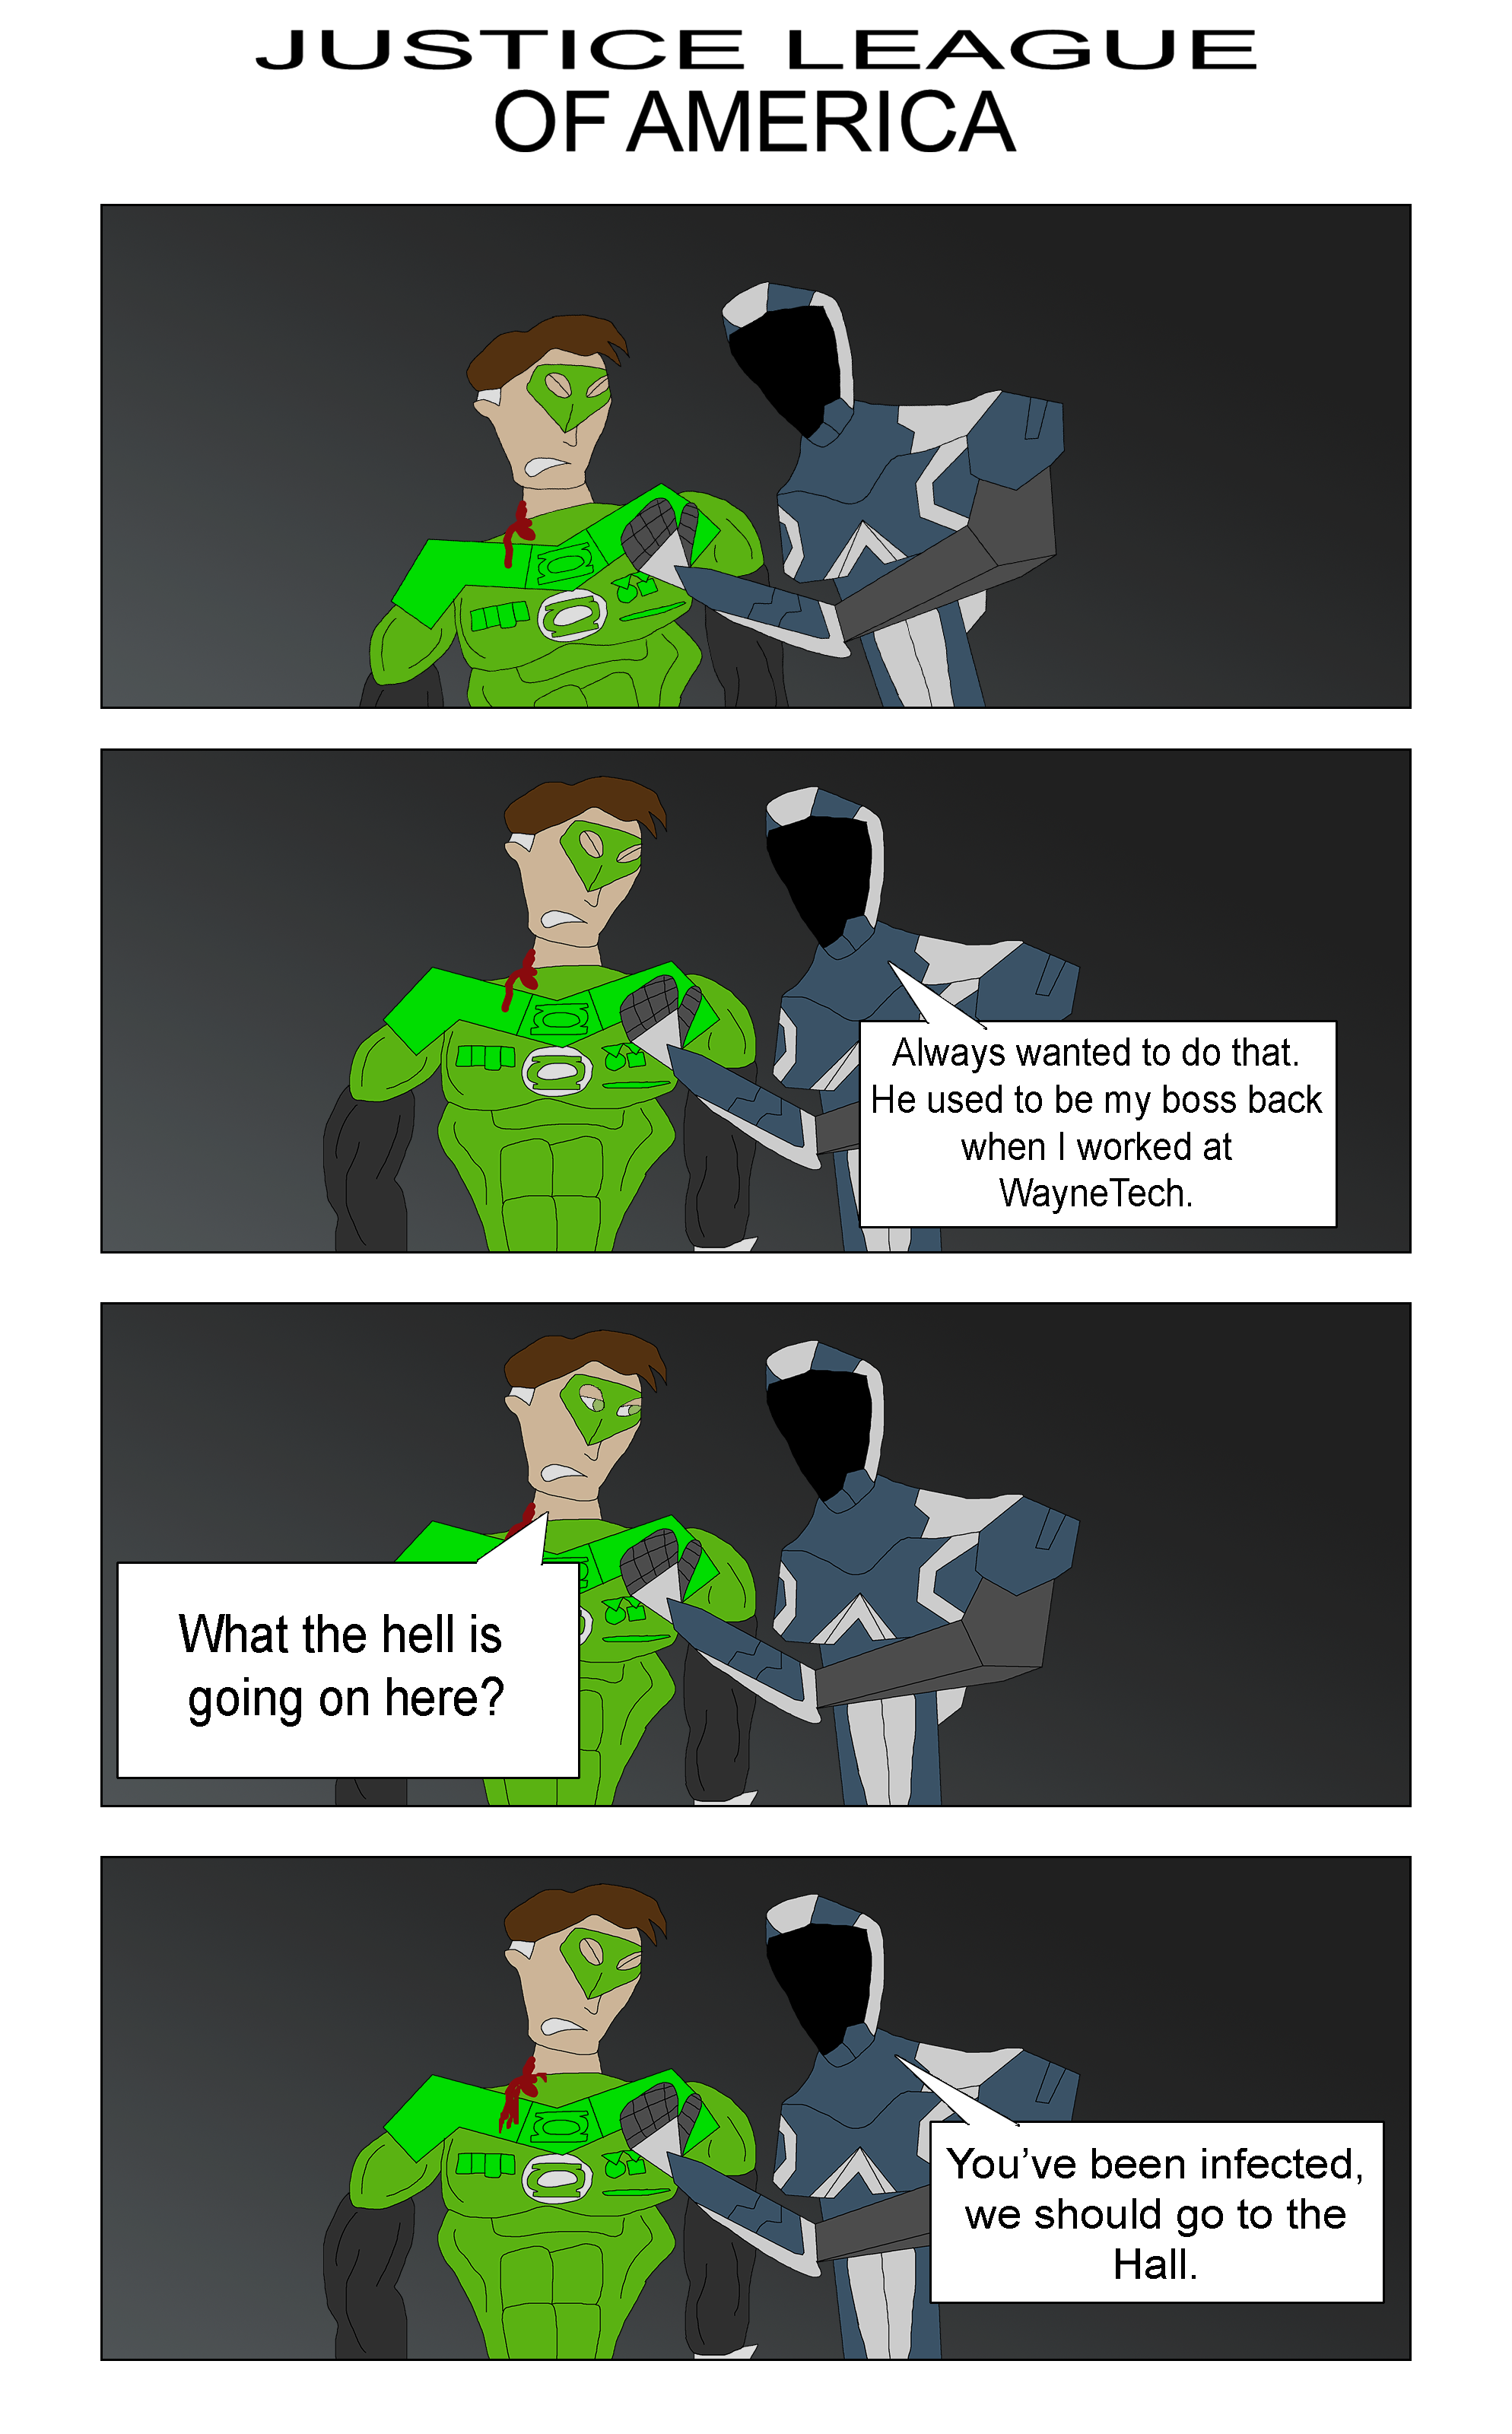 JUSTICE LEAGUE
OF AMERICA
Always wanted to do that.
He used to be my boss back
when I worked at
WayneTech.
What the hell is
going on here?
You’ve been infected,
we should go to the
Hall.